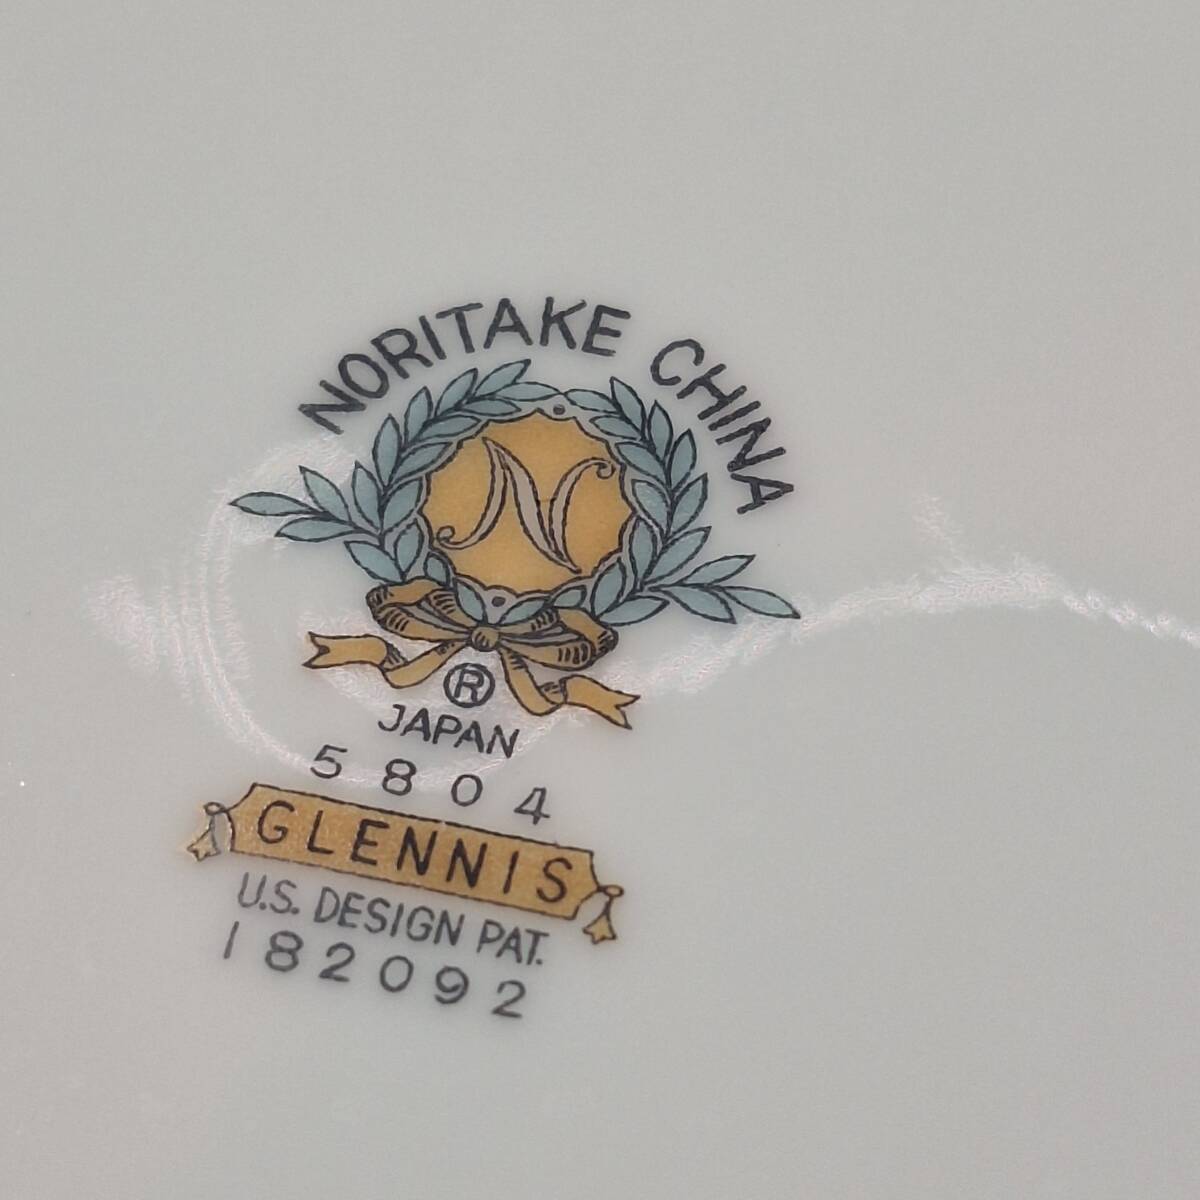 NORITAKE CHINA
N
®
JAPAN
5804
GLENNIS
U.S. DESIGN PAT.
182092